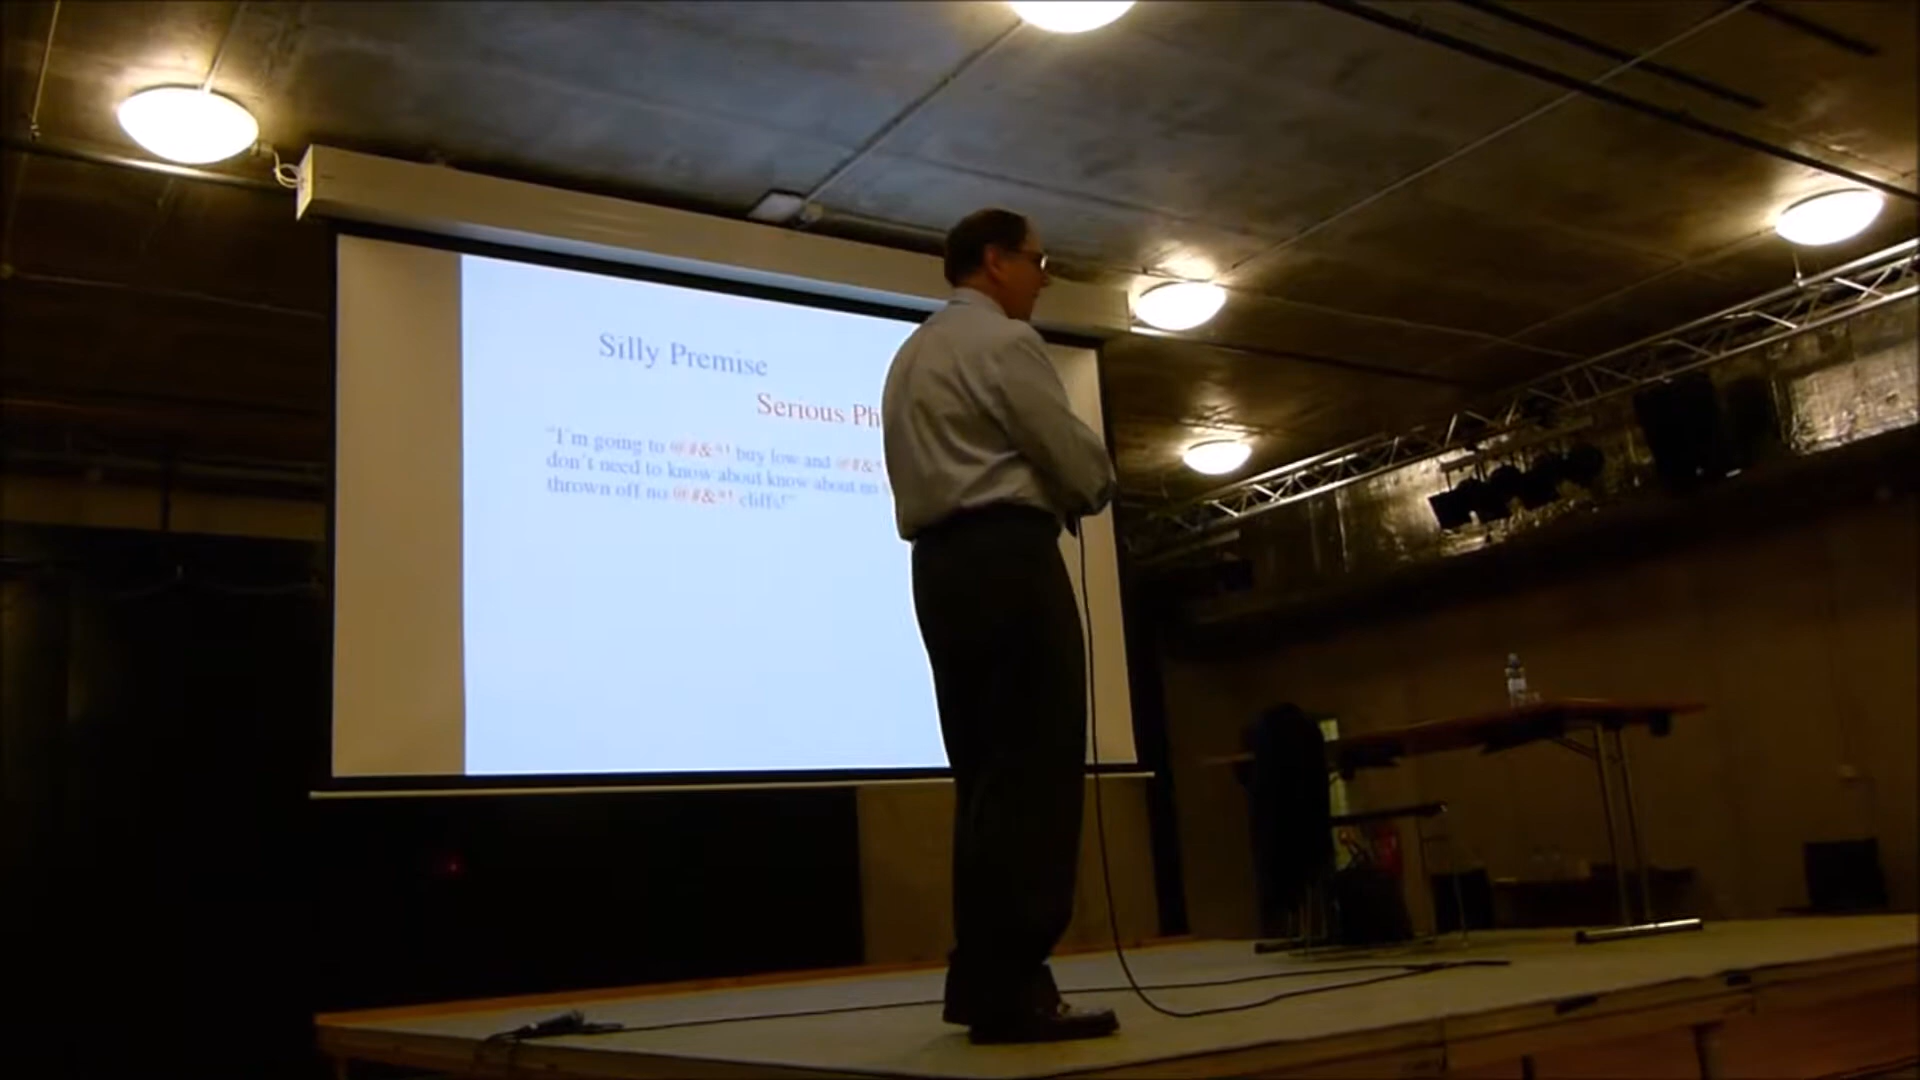 Silly Premise
Serious Ph
"I'm going to @#&*! buy low and @#&*
don't need to know about know about no
thrown off no @#&*! cliffs!"